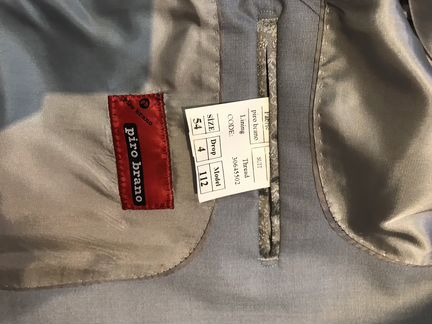 piro brano
piro brano
SUIT
Lining Thread
CODE: 30645502
SIZE Drop Model
54 4 112